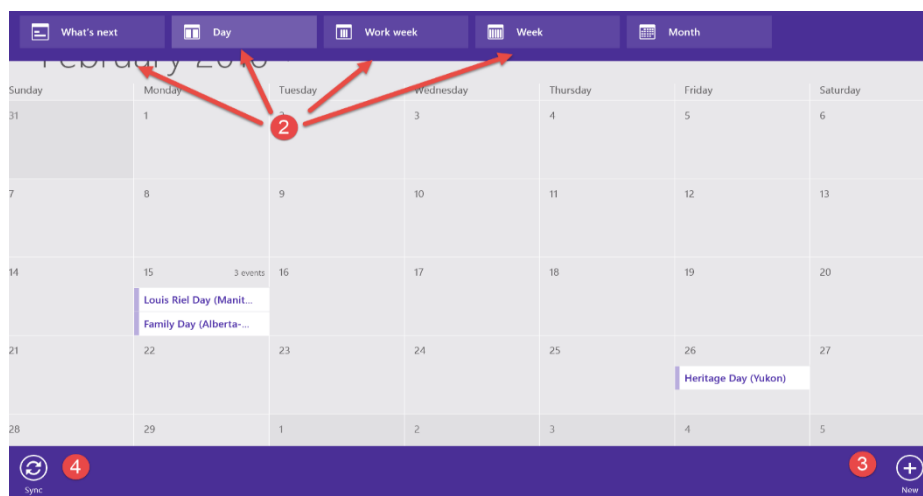 What's next Day Work week Week Month
February 2016
Sunday Monday Tuesday Wednesday Thursday Friday Saturday
31 1 2 3 4 5 6
2
7 8 9 10 11 12 13
14 15 3 events 16 17 18 19 20
Louis Riel Day (Manit...
Family Day (Alberta-...
21 22 23 24 25 26 27
Heritage Day (Yukon)
28 29 1 2 3 4 5
4 3
Sync New